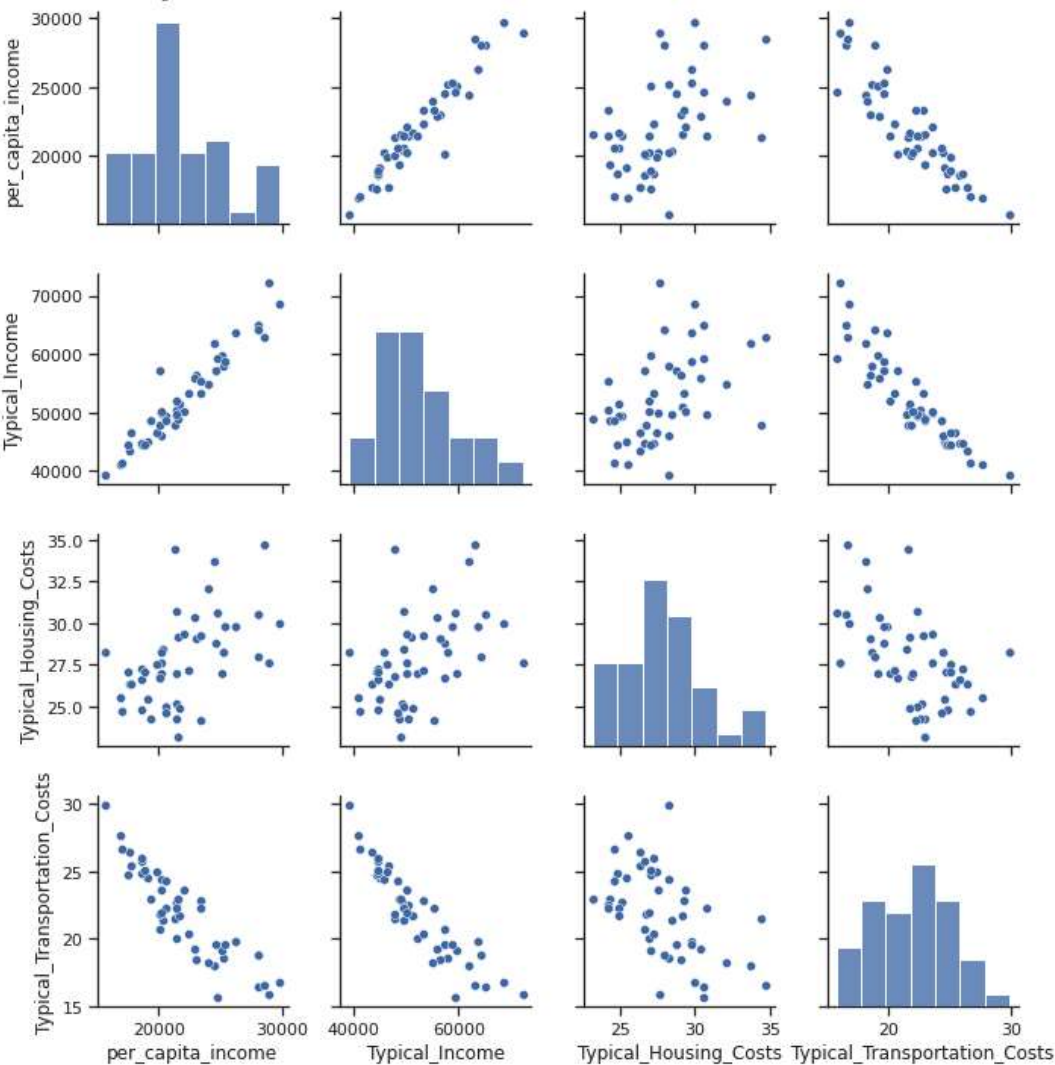 per_capita_income
30000
25000
20000
Typical_Income
70000
60000
50000
40000
Typical_Housing_Costs
35.0
32.5
30.0
27.5
25.0
Typical_Transportation_Costs
30
25
20
15
20000 30000 40000 60000 25 30 35 20 30
per_capita_income Typical_Income Typical_Housing_Costs Typical_Transportation_Costs